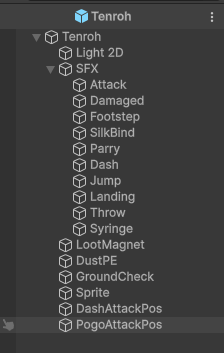 Tenroh
Tenroh
Light 2D
SFX
Attack
Damaged
Footstep
SilkBind
Parry
Dash
Jump
Landing
Throw
Syringe
LootMagnet
DustPE
GroundCheck
Sprite
DashAttackPos
PogoAttackPos